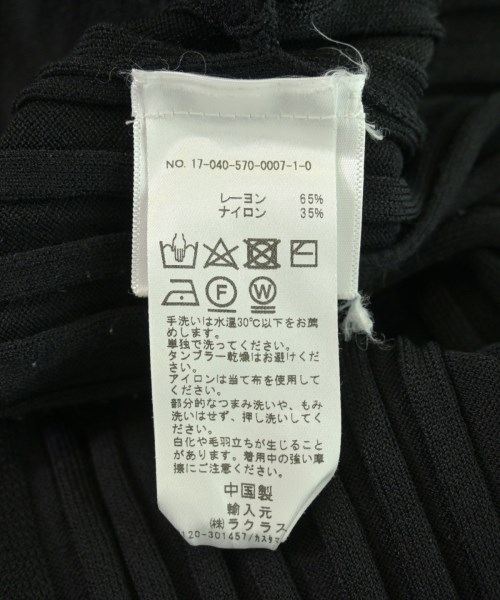 NO. 17-040-570-0007-1-0
レーヨン 65%
ナイロン 35%
F W
手洗いは水温30℃以下をお薦
めします。
単独で洗ってください。
タンブラー乾燥はお避けくだ
さい。
アイロンは当て布を使用して
ください。
部分的なつまみ洗いや、もみ
洗いはせず、押し洗いしてく
ださい。
白化や毛羽立ちが生じること
があります。着用中の強い摩
擦にご注意ください。
中国製
輸入元
(株)ラクラス
120-301457/カスタマ